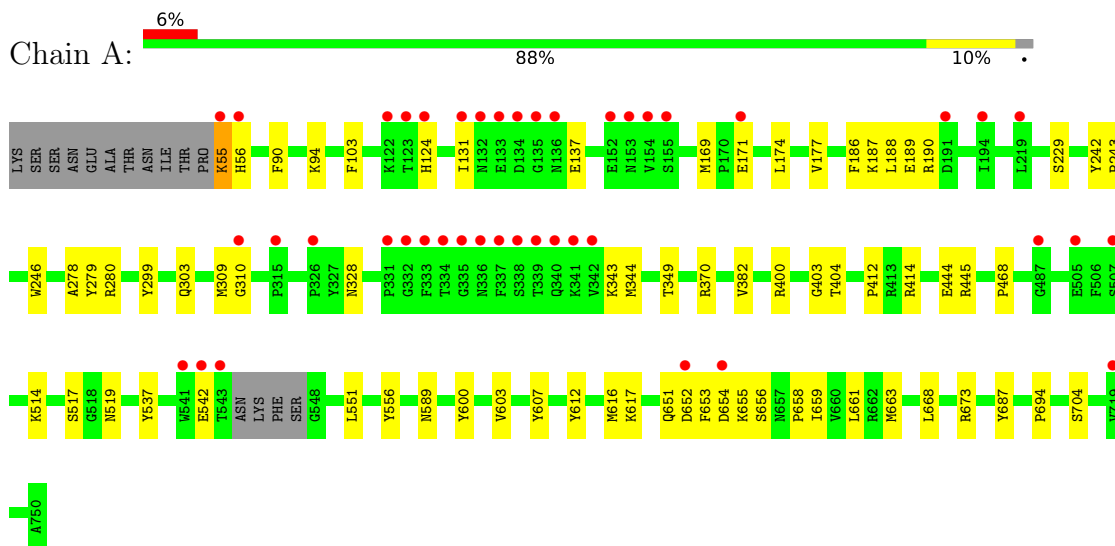 6%
Chain A:
88% 10% •
LYS SER SER ASN GLU ALA THR ASN ILE THR PRO K55 H56 F90 K94 F103 K122 T123 H124 I131 N132 E133 D134 G135 N136 E137 E152 N153 V154 S155 M169 P170 E171 L174 V177 F186 K187 L188 E189 R190 D191 I194 L219 S229 Y242 R243
W246 A278 Y279 R280 Y299 Q303 M309 G310 P315 P326 Y327 N328 P331 G332 F333 T334 G335 N336 F337 S338 T339 Q340 K341 V342 K343 M344 T349 R370 V382 R400 G403 T404 P412 R413 R414 E444 R445 P468 G487 E505 F506 S507
K514 S517 G518 N519 Y537 W541 E542 T543 ASN LYS PHE SER G548 L551 Y556 N589 Y600 V603 Y607 Y612 M616 K617 Q651 D652 F653 D654 K655 S656 N657 P658 I659 V660 L661 R662 M663 L668 R673 Y687 P694 S704 V719
A750